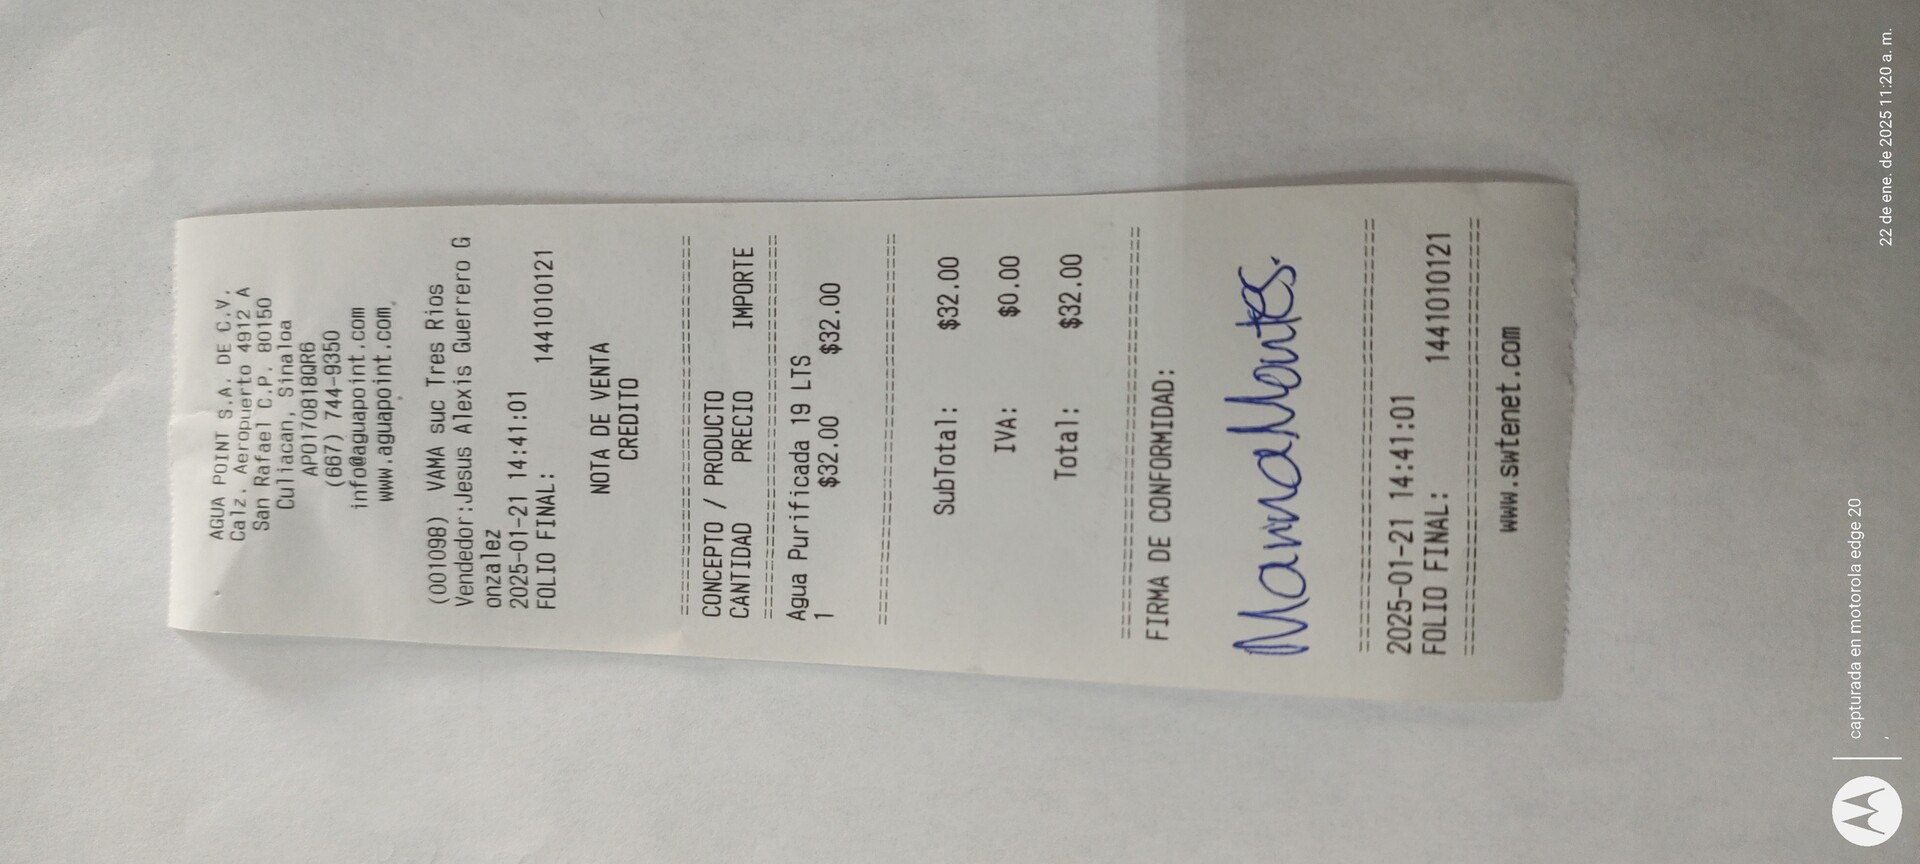 AGUA POINT S.A. DE C.V.
Calz. Aeropuerto 4912 A
San Rafael C.P. 80150
Culiacan, Sinaloa
APO170818QR6
(667) 744-9350
info@aguapoint.com
www.aguapoint.com
(001098) VAMA suc Tres Rios
Vendedor:Jesus Alexis Guerrero G
onzalez
2025-01-21 14:41:01
FOLIO FINAL: 1441010121
NOTA DE VENTA
CREDITO
================================
CONCEPTO / PRODUCTO
CANTIDAD PRECIO IMPORTE
================================
Agua Purificada 19 LTS
1 $32.00 $32.00
================================
SubTotal: $32.00
IVA: $0.00
Total: $32.00
================================
FIRMA DE CONFORMIDAD:
================================
2025-01-21 14:41:01
FOLIO FINAL: 1441010121
================================
www.swtenet.com
capturada en motorola edge 20
22 de ene. de 2025 11:20 a. m.